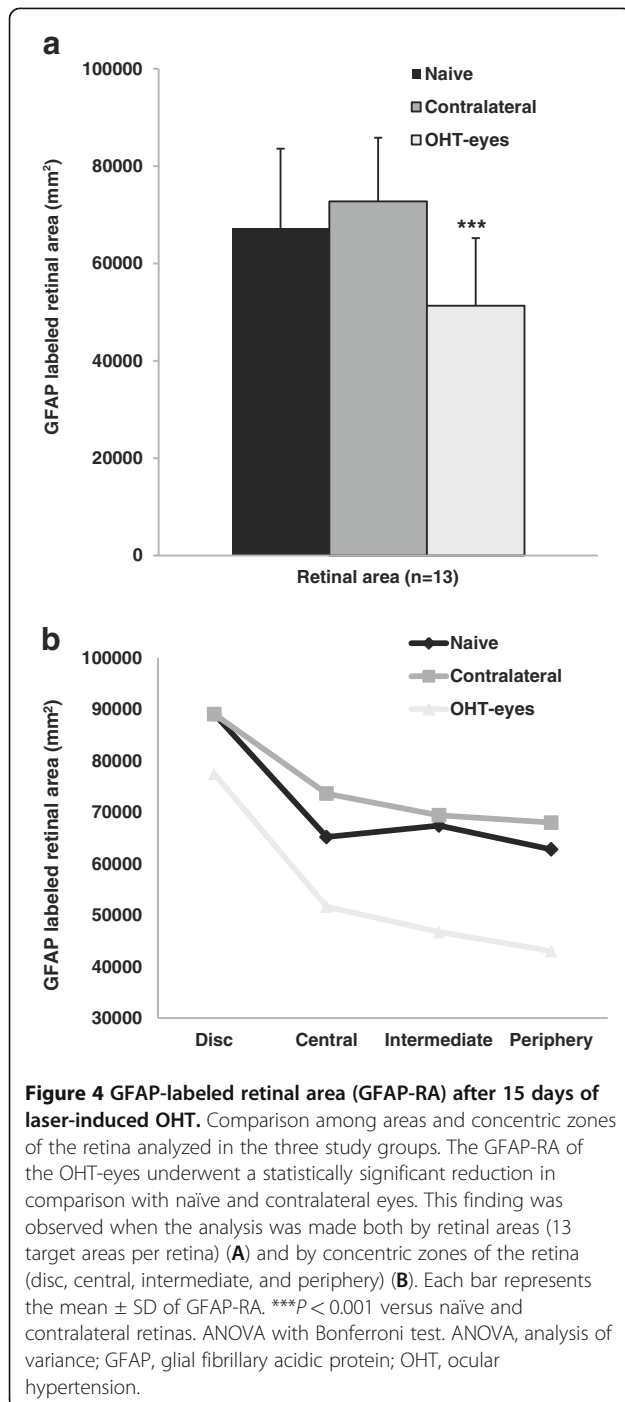 a
100000
80000
60000
40000
20000
0
GFAP labeled retinal area (mm²)
Naive
Contralateral
OHT-eyes
***
Retinal area (n=13)
b
100000
90000
80000
70000
60000
50000
40000
30000
GFAP labeled retinal area (mm²)
Naive
Contralateral
OHT-eyes
Disc Central Intermediate Periphery
Figure 4 GFAP-labeled retinal area (GFAP-RA) after 15 days of
laser-induced OHT. Comparison among areas and concentric zones
of the retina analyzed in the three study groups. The GFAP-RA of
the OHT-eyes underwent a statistically significant reduction in
comparison with naïve and contralateral eyes. This finding was
observed when the analysis was made both by retinal areas (13
target areas per retina) (A) and by concentric zones of the retina
(disc, central, intermediate, and periphery) (B). Each bar represents
the mean ± SD of GFAP-RA. ***P < 0.001 versus naïve and
contralateral retinas. ANOVA with Bonferroni test. ANOVA, analysis of
variance; GFAP, glial fibrillary acidic protein; OHT, ocular
hypertension.